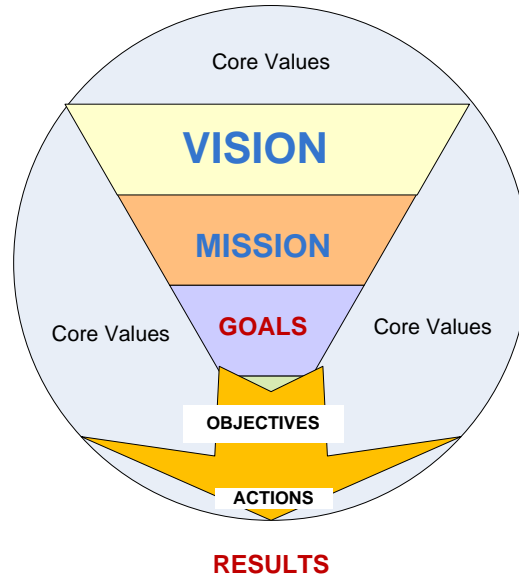 Core Values
VISION
MISSION
GOALS
Core Values
Core Values
OBJECTIVES
ACTIONS
RESULTS